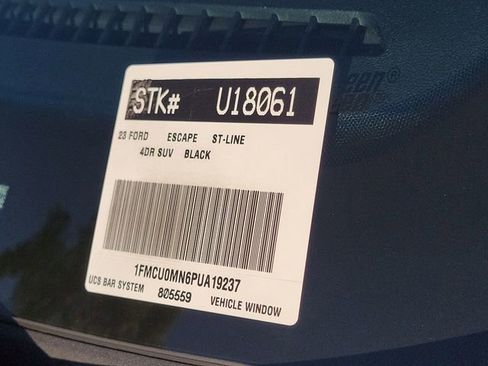 STK# U18061
23 FORD ESCAPE ST-LINE
4DR SUV BLACK
1FMCU0MN6PUA19237
UCS BAR SYSTEM 805559 VEHICLE WINDOW